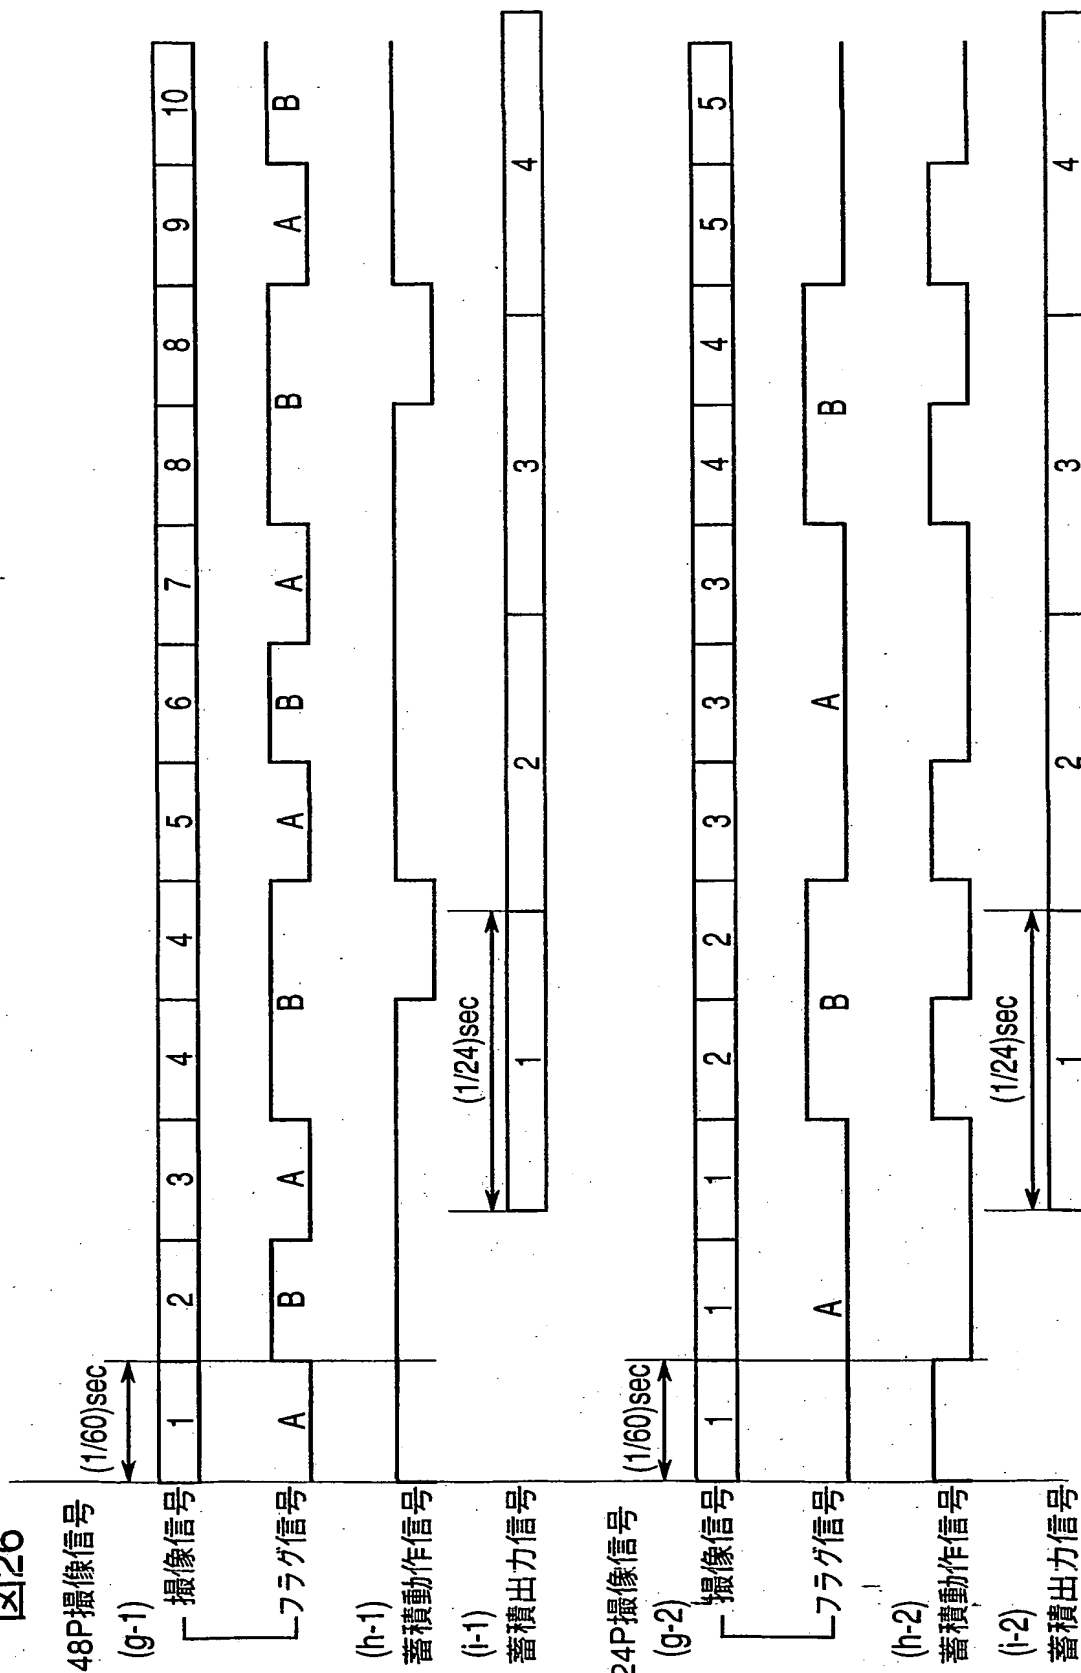 図26
48P撮像信号
(g-1)
(1/60)sec
撮像信号 1 2 3 4 4 5 6 7 8 8 9 10
フラグ信号 A B A B A B A B A B
(h-1)
蓄積動作信号
(1/24)sec
(i-1)
蓄積出力信号 1 2 3 4
24P撮像信号
(g-2)
(1/60)sec
撮像信号 1 1 1 2 2 3 3 3 4 4 5 5
フラグ信号 A B A B
(h-2)
蓄積動作信号
(1/24)sec
(i-2)
蓄積出力信号 1 2 3 4